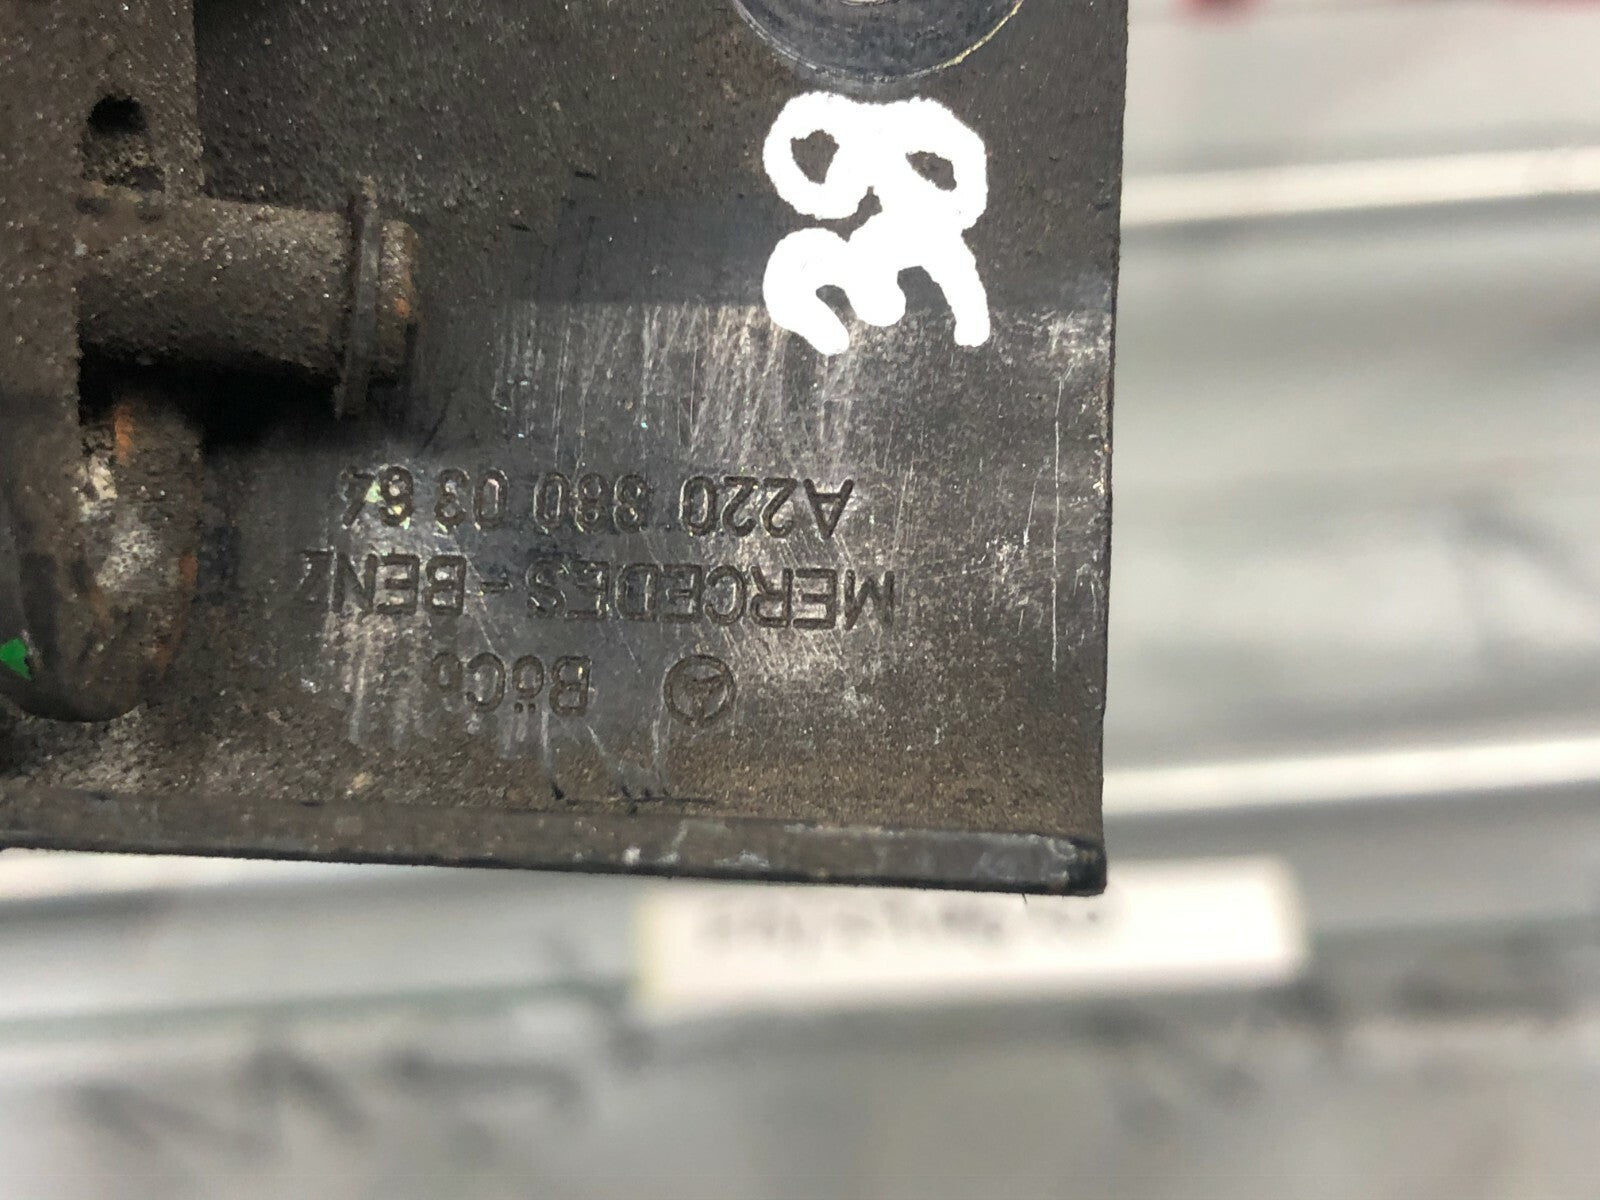 BöCo
MERCEDES-BENZ
A220 880 03 64